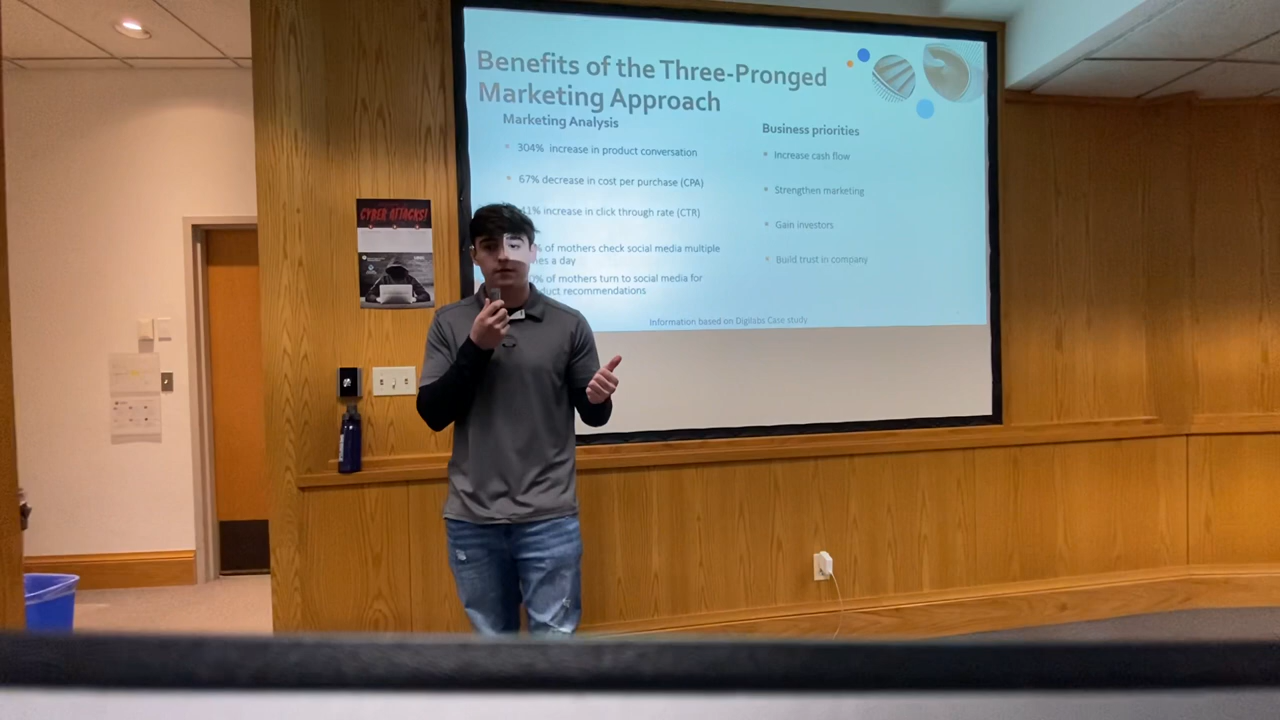 Benefits of the Three-Pronged
Marketing Approach
Marketing Analysis
304% increase in product conversation
67% decrease in cost per purchase (CPA)
increase in click through rate (CTR)
of mothers check social media multiple
a day
of mothers turn to social media for
recommendations
Business priorities
Increase cash flow
Strengthen marketing
Gain investors
Build trust in company
Information based on Digilabs Case study
CYBER ATTACKS!